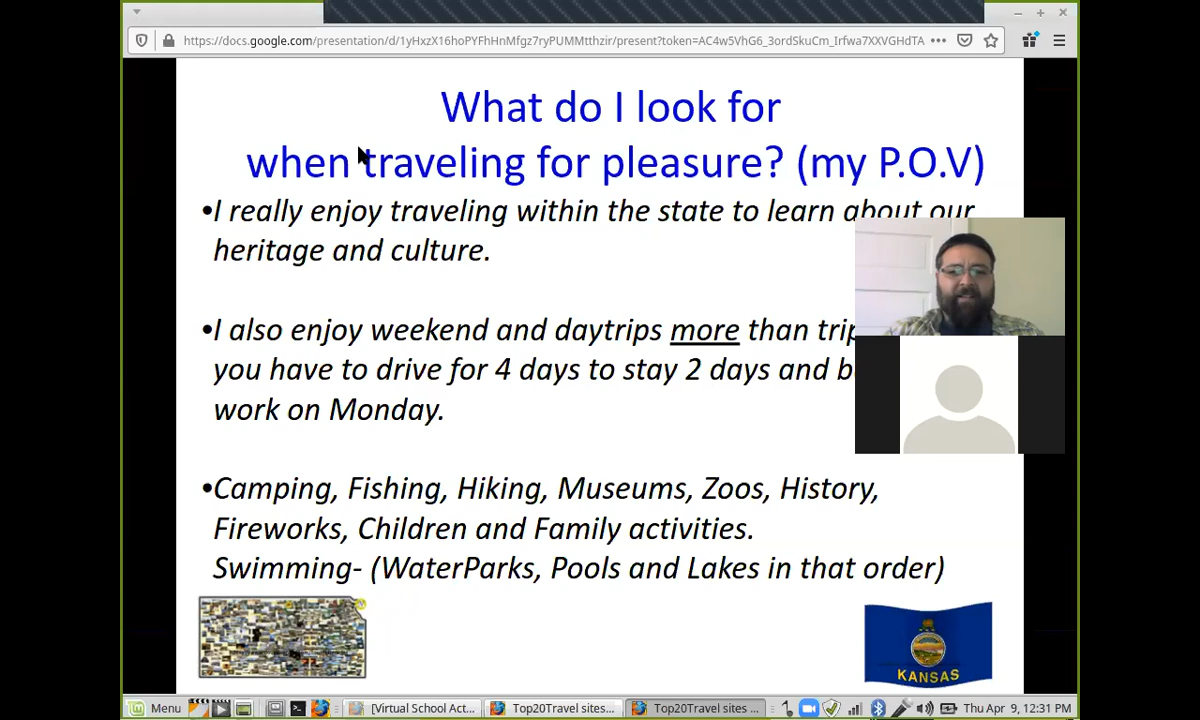 https://docs.google.com/presentation/d/1yHxzX16hoPYFhHnMfgz7ryPUMMtthzir/present?token=AC4w5VhG6_3ordSkuCm_Irfwa7XXVGHdTA
What do I look for
when traveling for pleasure? (my P.O.V)
•I really enjoy traveling within the state to learn about our
heritage and culture.
•I also enjoy weekend and daytrips more than
you have to drive for 4 days to stay 2 days and
work on Monday.
•Camping, Fishing, Hiking, Museums, Zoos, History,
Fireworks, Children and Family activities.
Swimming- (WaterParks, Pools and Lakes in that order)
KANSAS
Menu
[Virtual School Act...
Top20Travel sites...
Top20Travel sites ...
Thu Apr 9, 12:31 PM